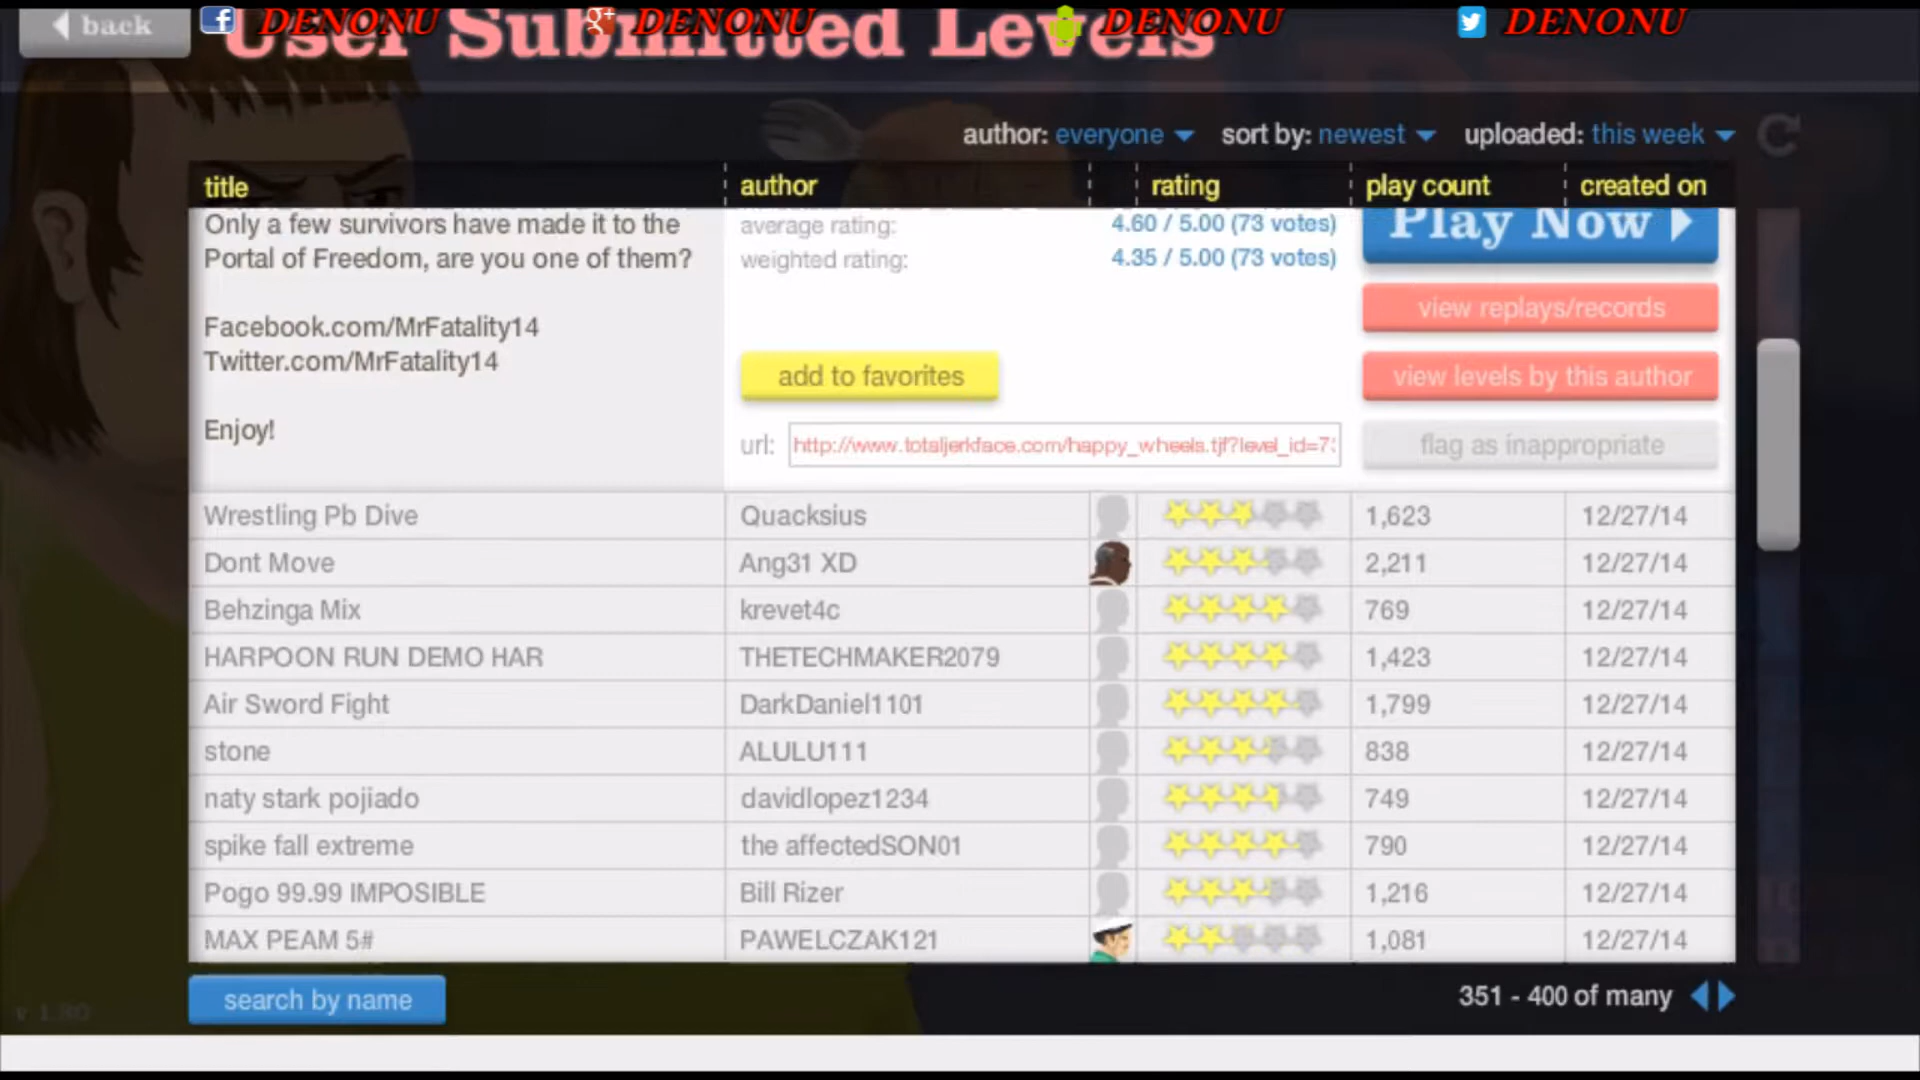 back
DENONU
DENONU
DENONU
DENONU
User Submitted Levels
author: everyone
sort by: newest
uploaded: this week
title
author
rating
play count
created on
Only a few survivors have made it to the
Portal of Freedom, are you one of them?
Facebook.com/MrFatality14
Twitter.com/MrFatality14
Enjoy!
average rating: 4.60 / 5.00 (73 votes)
weighted rating: 4.35 / 5.00 (73 votes)
add to favorites
url: http://www.totaljerkface.com/happy_wheels.tjf?level_id=7
Play Now
view replays/records
view levels by this author
flag as inappropriate
Wrestling Pb Dive Quacksius 1,623 12/27/14
Dont Move Ang31 XD 2,211 12/27/14
Behzinga Mix krevet4c 769 12/27/14
HARPOON RUN DEMO HAR THETECHMAKER2079 1,423 12/27/14
Air Sword Fight DarkDaniel1101 1,799 12/27/14
stone ALULU111 838 12/27/14
naty stark pojiado davidlopez1234 749 12/27/14
spike fall extreme the affectedSON01 790 12/27/14
Pogo 99.99 IMPOSIBLE Bill Rizer 1,216 12/27/14
MAX PEAM 5# PAWELCZAK121 1,081 12/27/14
search by name
351 - 400 of many
v 1.80